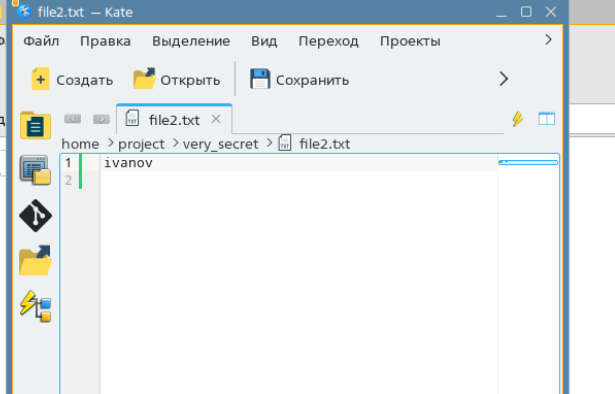 file2.txt — Kate
Файл Правка Выделение Вид Переход Проекты
Создать Открыть Сохранить
file2.txt
home project very_secret file2.txt
1 ivanov
2